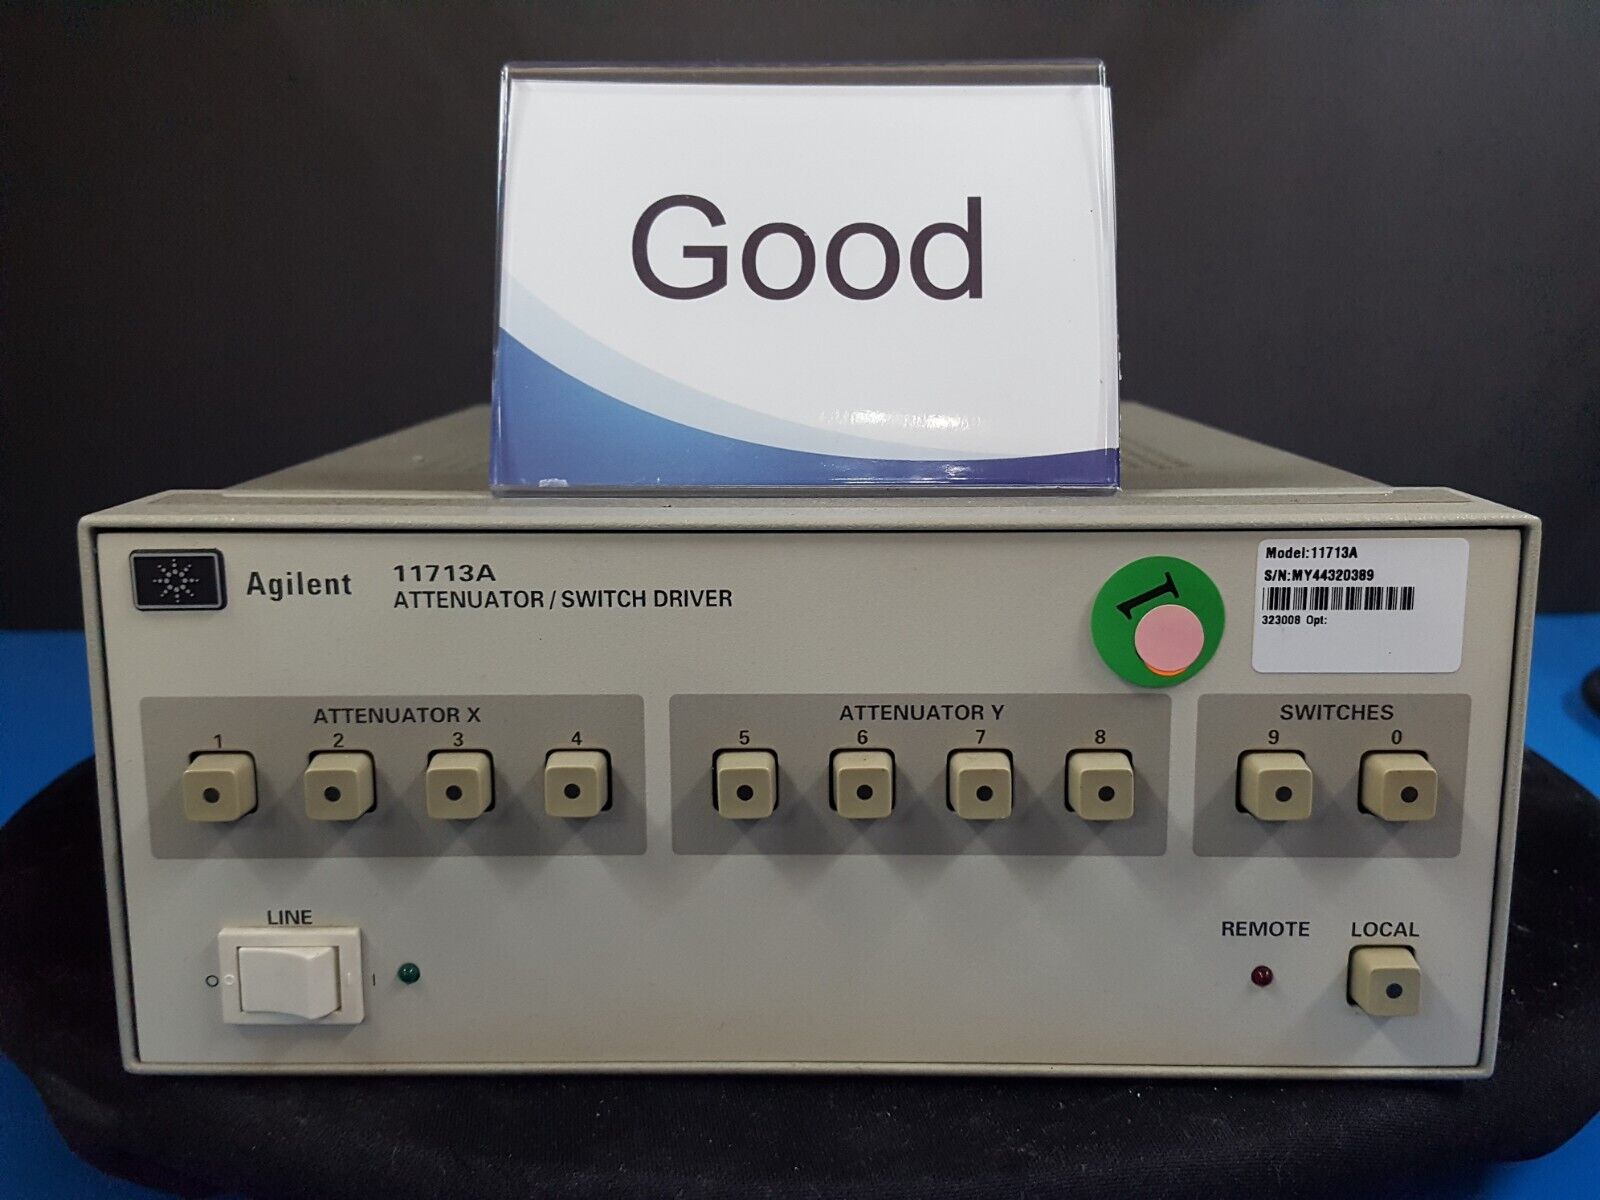 Good
Agilent
11713A
ATTENUATOR / SWITCH DRIVER
1
Model:11713A
S/N:MY44320389
323008 Opt:
ATTENUATOR X
1 2 3 4
ATTENUATOR Y
5 6 7 8
SWITCHES
9 0
LINE
O I
REMOTE
LOCAL